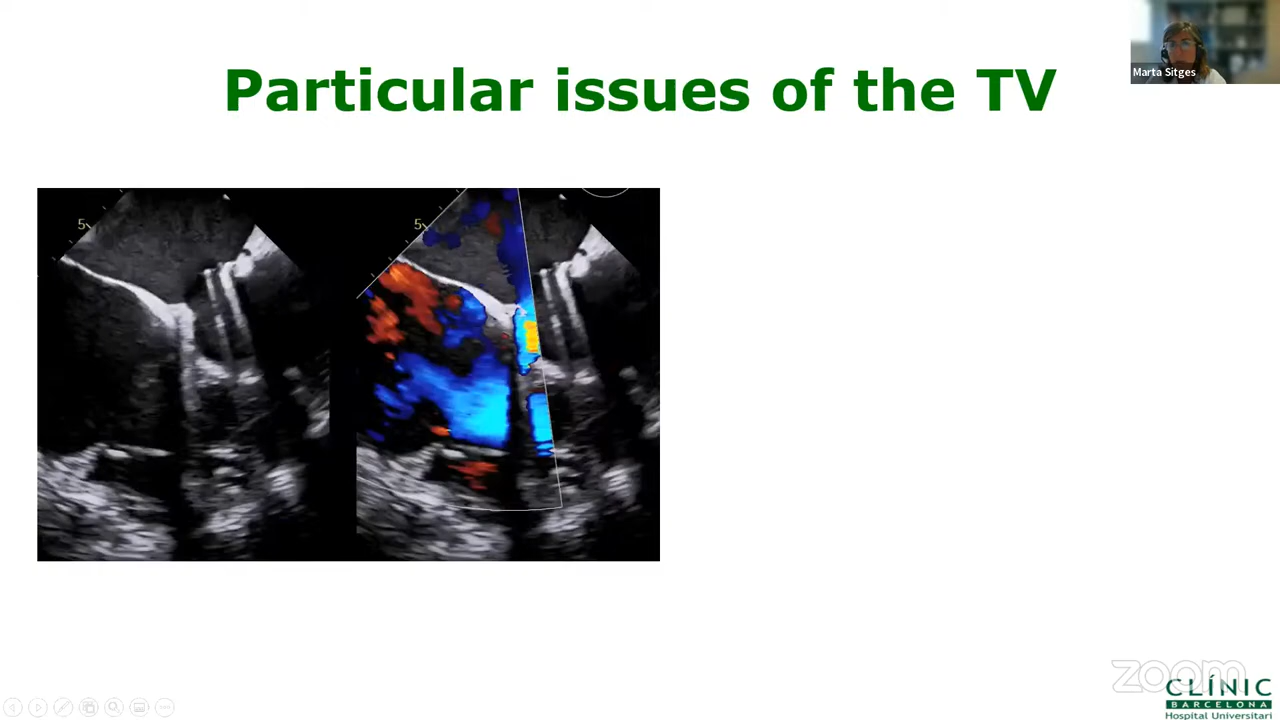 Particular issues of the TV
Marta Sitges
5
5
zoom
CLÍNIC
BARCELONA
Hospital Universitari